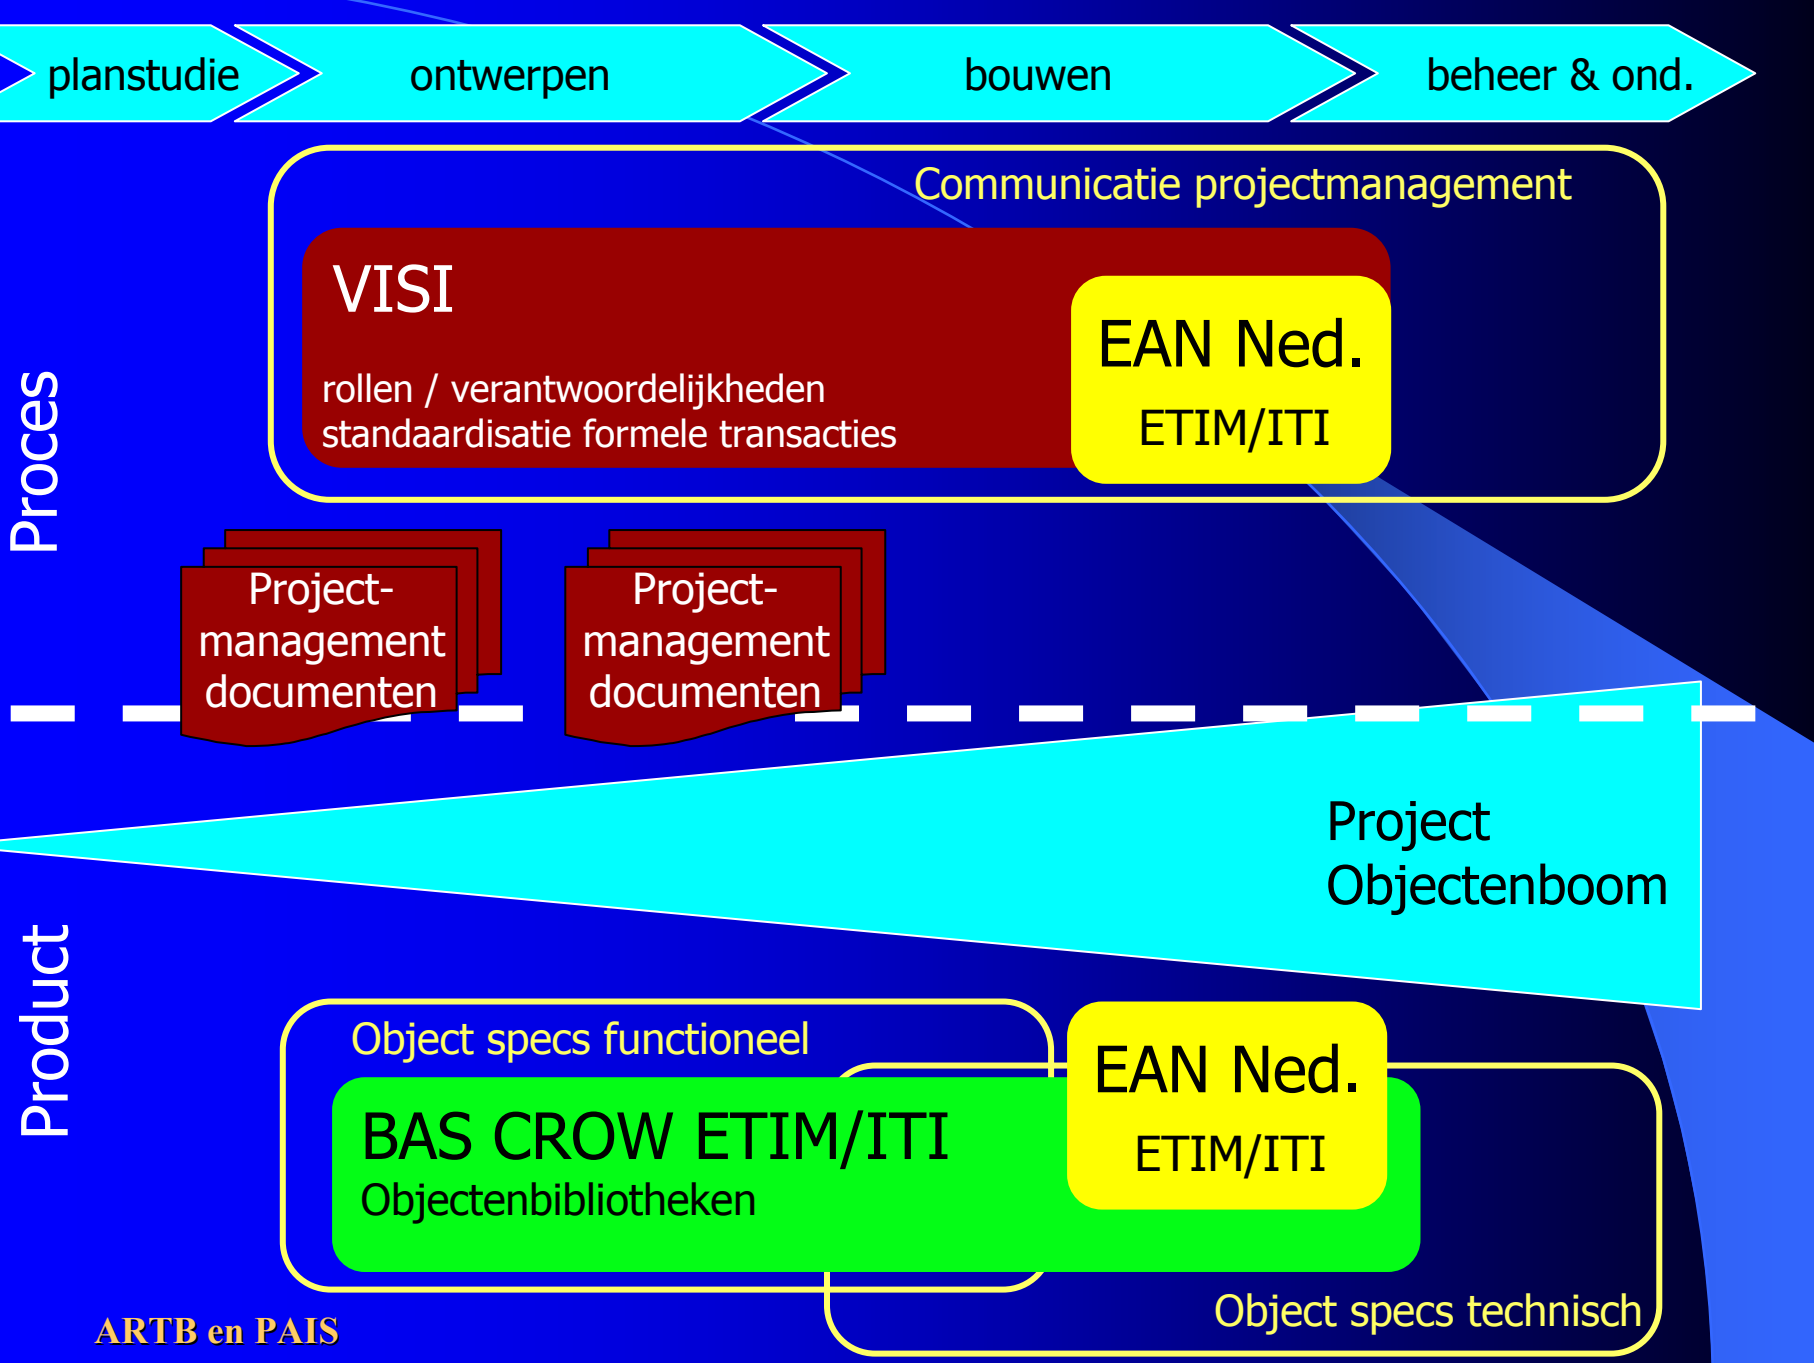 planstudie
ontwerpen
bouwen
beheer & ond.
Communicatie projectmanagement
VISI
rollen / verantwoordelijkheden
standaardisatie formele transacties
EAN Ned.
ETIM/ITI
Proces
Project-
management
documenten
Project-
management
documenten
Project
Objectenboom
Product
Object specs functioneel
BAS CROW ETIM/ITI
Objectenbibliotheken
EAN Ned.
ETIM/ITI
Object specs technisch
ARTB en PAIS